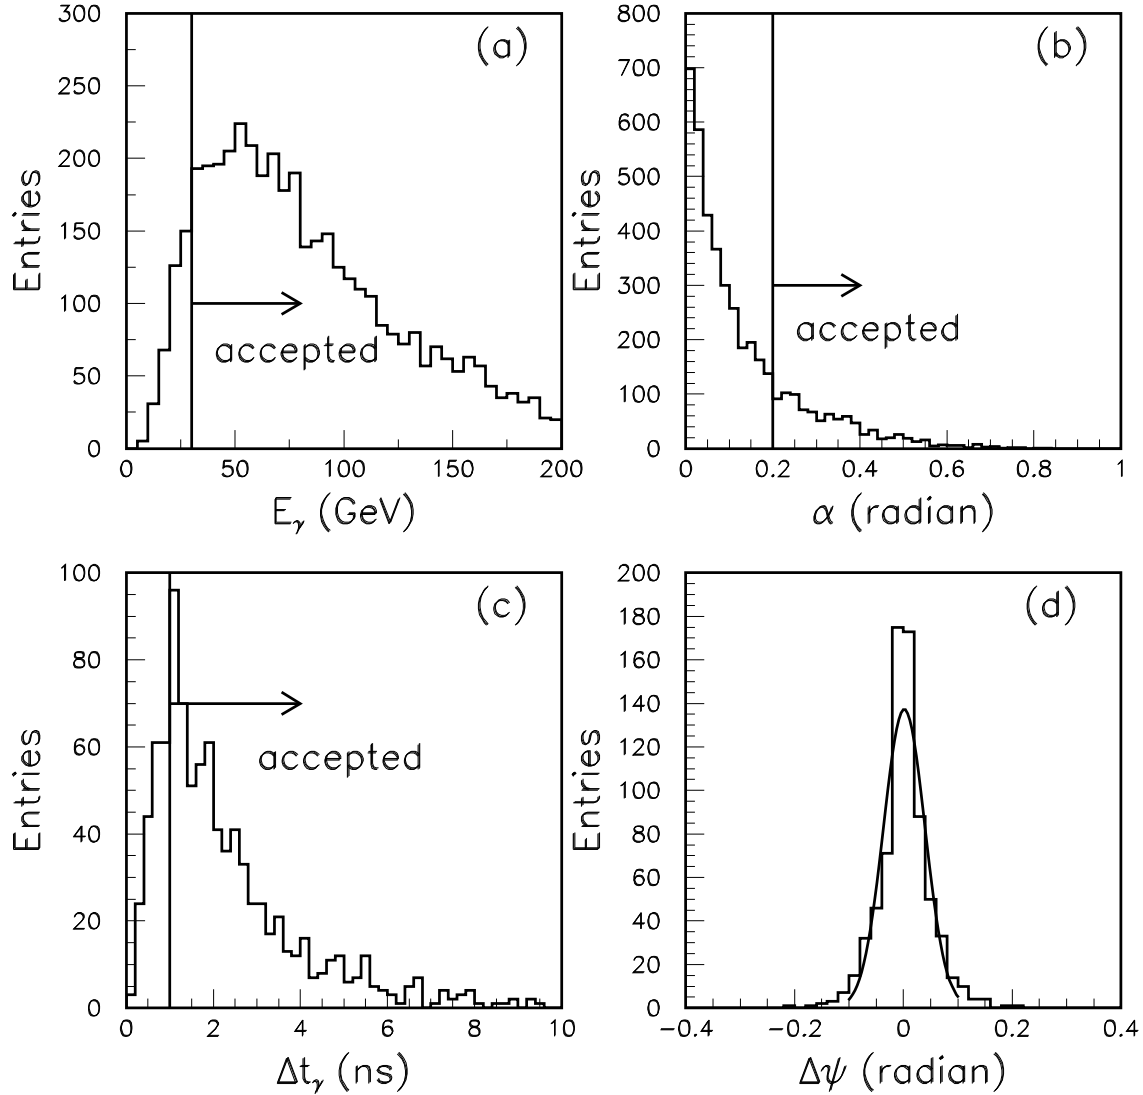 (a)
300
250
200
150
100
50
0
Entries
accepted
0 50 100 150 200
E_γ (GeV)
(b)
800
700
600
500
400
300
200
100
0
Entries
accepted
0 0.2 0.4 0.6 0.8 1
α (radian)
(c)
100
80
60
40
20
0
Entries
accepted
0 2 4 6 8 10
Δt_γ (ns)
(d)
200
180
160
140
120
100
80
60
40
20
0
Entries
−0.4 −0.2 0 0.2 0.4
Δψ (radian)